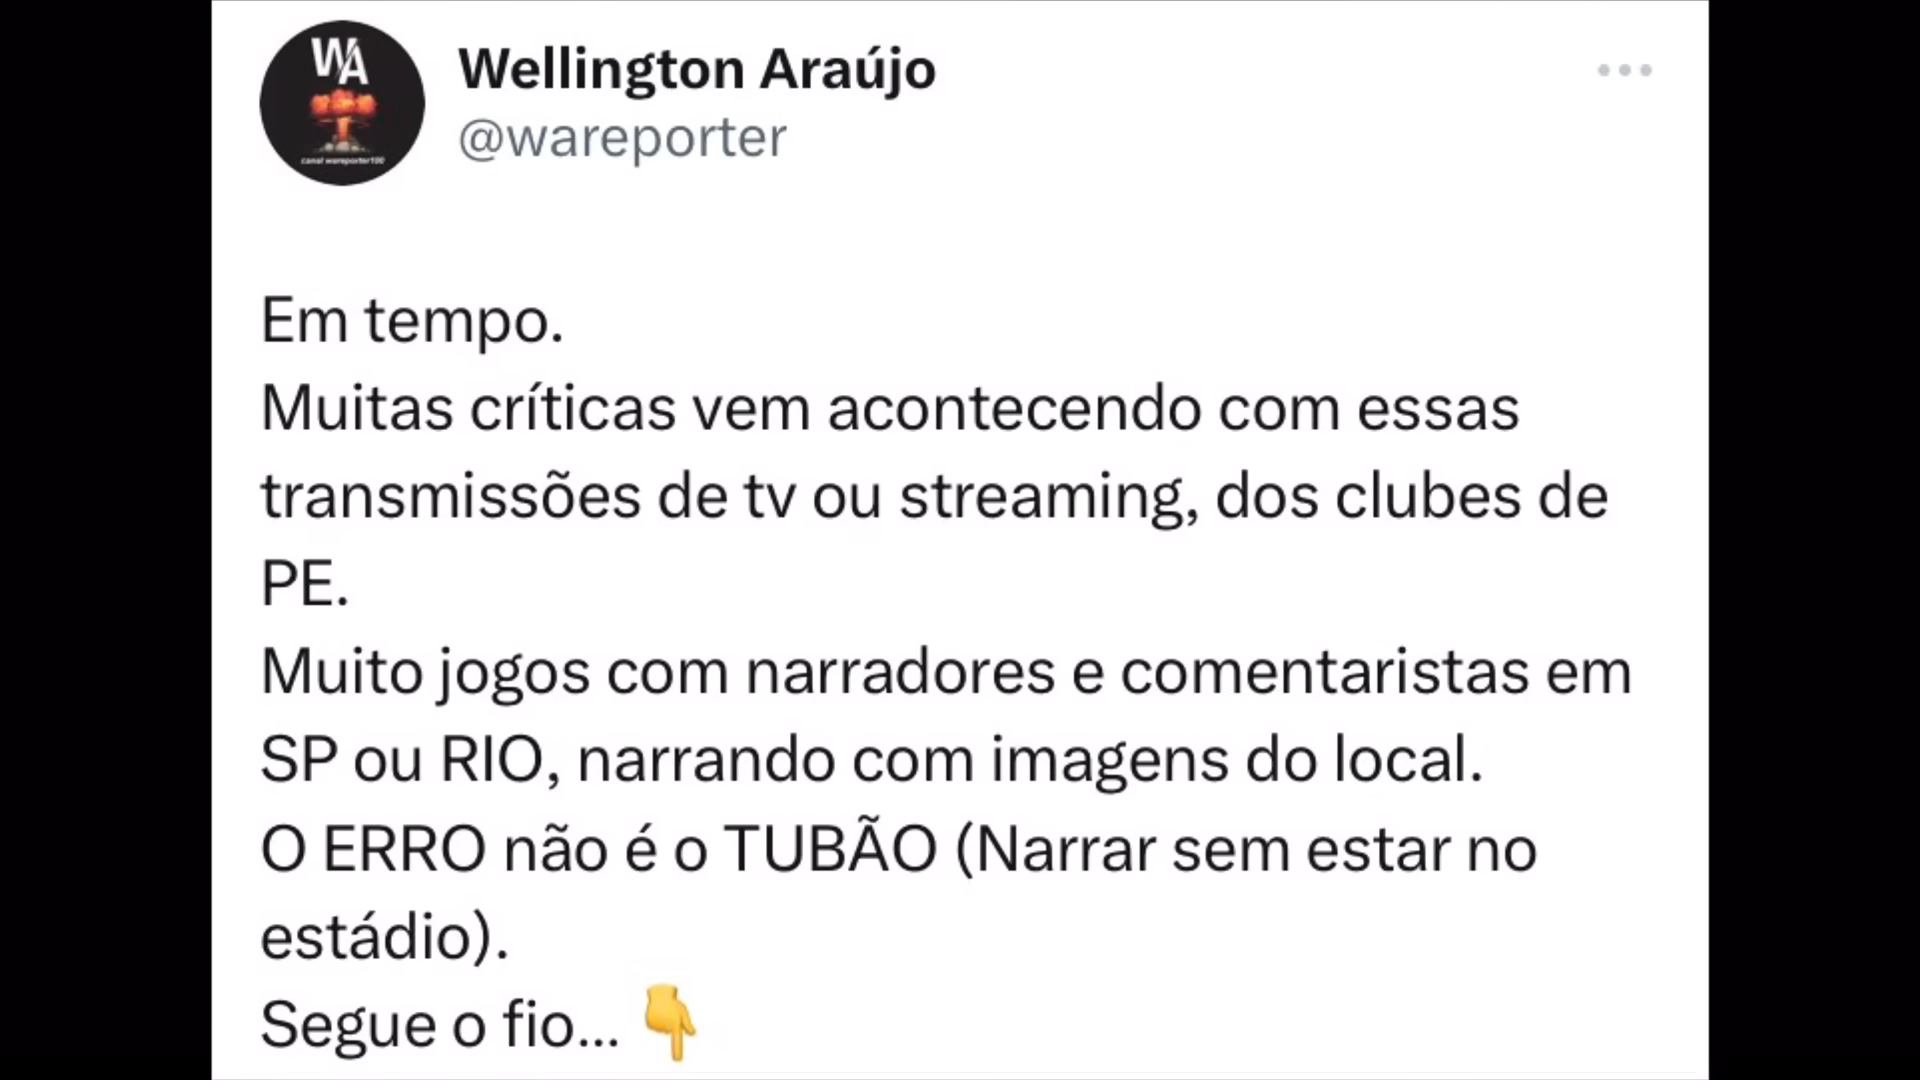 WA
canal wareporter100
Wellington Araújo
@wareporter
Em tempo.
Muitas críticas vem acontecendo com essas
transmissões de tv ou streaming, dos clubes de
PE.
Muito jogos com narradores e comentaristas em
SP ou RIO, narrando com imagens do local.
O ERRO não é o TUBÃO (Narrar sem estar no
estádio).
Segue o fio... 👇